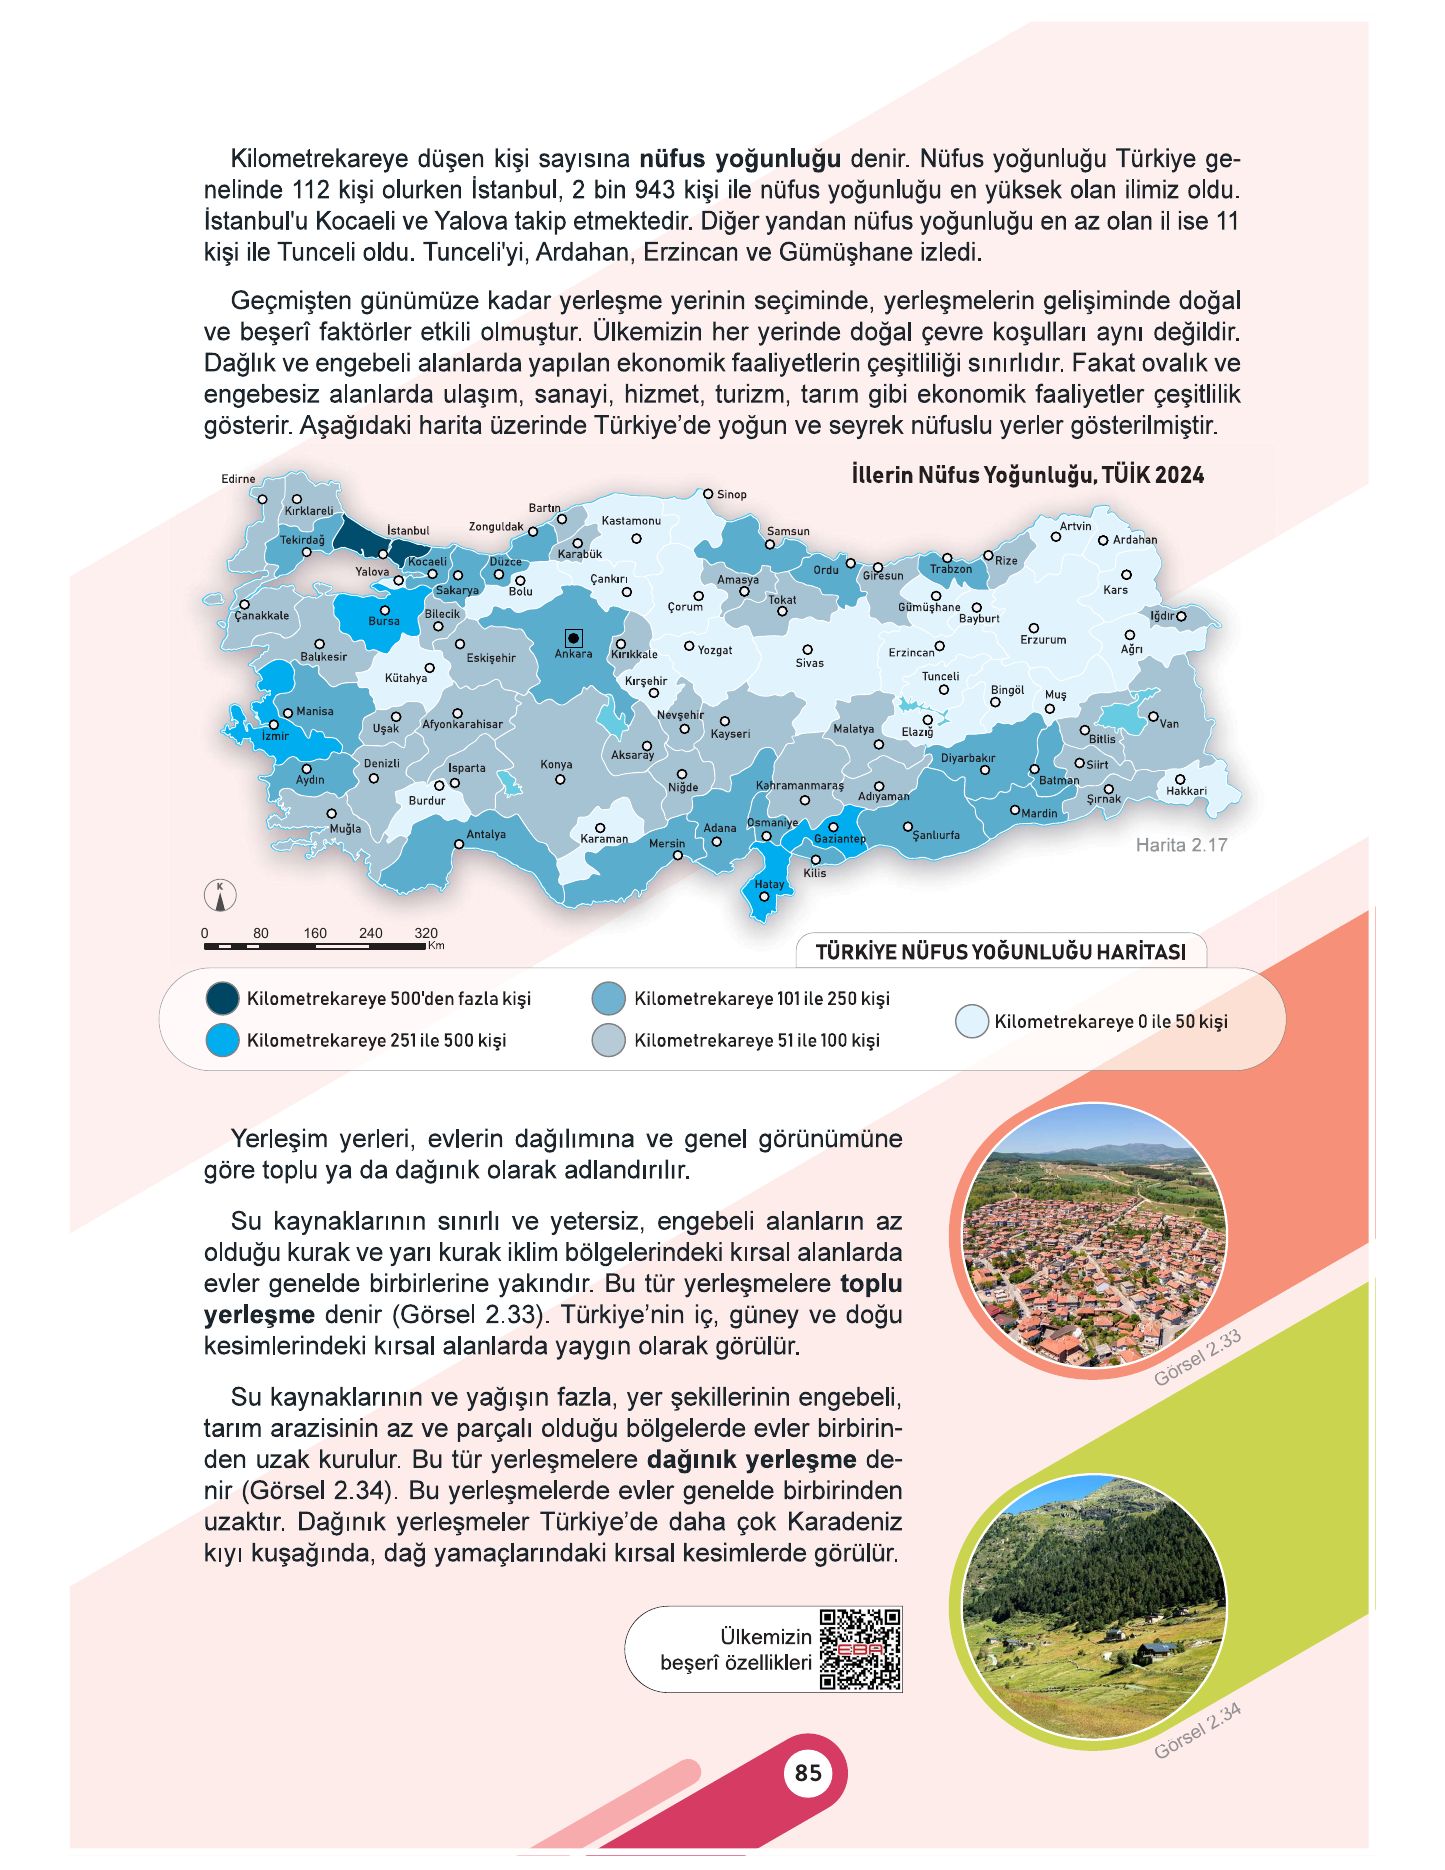 Kilometrekareye düşen kişi sayısına nüfus yoğunluğu denir. Nüfus yoğunluğu Türkiye ge-
nelinde 112 kişi olurken İstanbul, 2 bin 943 kişi ile nüfus yoğunluğu en yüksek olan ilimiz oldu.
İstanbul'u Kocaeli ve Yalova takip etmektedir. Diğer yandan nüfus yoğunluğu en az olan il ise 11
kişi ile Tunceli oldu. Tunceli'yi, Ardahan, Erzincan ve Gümüşhane izledi.
Geçmişten günümüze kadar yerleşme yerinin seçiminde, yerleşmelerin gelişiminde doğal
ve beşerî faktörler etkili olmuştur. Ülkemizin her yerinde doğal çevre koşulları aynı değildir.
Dağlık ve engebeli alanlarda yapılan ekonomik faaliyetlerin çeşitliliği sınırlıdır. Fakat ovalık ve
engebesiz alanlarda ulaşım, sanayi, hizmet, turizm, tarım gibi ekonomik faaliyetler çeşitlilik
gösterir. Aşağıdaki harita üzerinde Türkiye’de yoğun ve seyrek nüfuslu yerler gösterilmiştir.
İllerin Nüfus Yoğunluğu, TÜİK 2024
Edirne
Kırklareli
Tekirdağ
İstanbul
Yalova
Kocaeli
Sakarya
Düzce
Zonguldak
Bartın
Karabük
Kastamonu
Sinop
Samsun
Ordu
Giresun
Trabzon
Rize
Artvin
Ardahan
Kars
Iğdır
Ağrı
Çanakkale
Bursa
Bilecik
Bolu
Çankırı
Çorum
Amasya
Tokat
Gümüşhane
Bayburt
Erzurum
Balıkesir
Kütahya
Eskişehir
Ankara
Kırıkkale
Yozgat
Sivas
Erzincan
Tunceli
Bingöl
Muş
Kırşehir
Nevşehir
Kayseri
Malatya
Elazığ
Bitlis
Van
Manisa
İzmir
Uşak
Afyonkarahisar
Aksaray
Konya
Niğde
Kahramanmaraş
Adıyaman
Diyarbakır
Batman
Siirt
Şırnak
Hakkari
Aydın
Denizli
Isparta
Burdur
Muğla
Antalya
Karaman
Mersin
Adana
Osmaniye
Gaziantep
Şanlıurfa
Mardin
Kilis
Hatay
Harita 2.17
K
0 80 160 240 320
Km
TÜRKİYE NÜFUS YOĞUNLUĞU HARİTASI
Kilometrekareye 500'den fazla kişi
Kilometrekareye 251 ile 500 kişi
Kilometrekareye 101 ile 250 kişi
Kilometrekareye 51 ile 100 kişi
Kilometrekareye 0 ile 50 kişi
Yerleşim yerleri, evlerin dağılımına ve genel görünümüne
göre toplu ya da dağınık olarak adlandırılır.
Su kaynaklarının sınırlı ve yetersiz, engebeli alanların az
olduğu kurak ve yarı kurak iklim bölgelerindeki kırsal alanlarda
evler genelde birbirlerine yakındır. Bu tür yerleşmelere toplu
yerleşme denir (Görsel 2.33). Türkiye’nin iç, güney ve doğu
kesimlerindeki kırsal alanlarda yaygın olarak görülür.
Görsel 2.33
Su kaynaklarının ve yağışın fazla, yer şekillerinin engebeli,
tarım arazisinin az ve parçalı olduğu bölgelerde evler birbirin-
den uzak kurulur. Bu tür yerleşmelere dağınık yerleşme de-
nir (Görsel 2.34). Bu yerleşmelerde evler genelde birbirinden
uzaktır. Dağınık yerleşmeler Türkiye’de daha çok Karadeniz
kıyı kuşağında, dağ yamaçlarındaki kırsal kesimlerde görülür.
Görsel 2.34
Ülkemizin
beşerî özellikleri
EBA
85